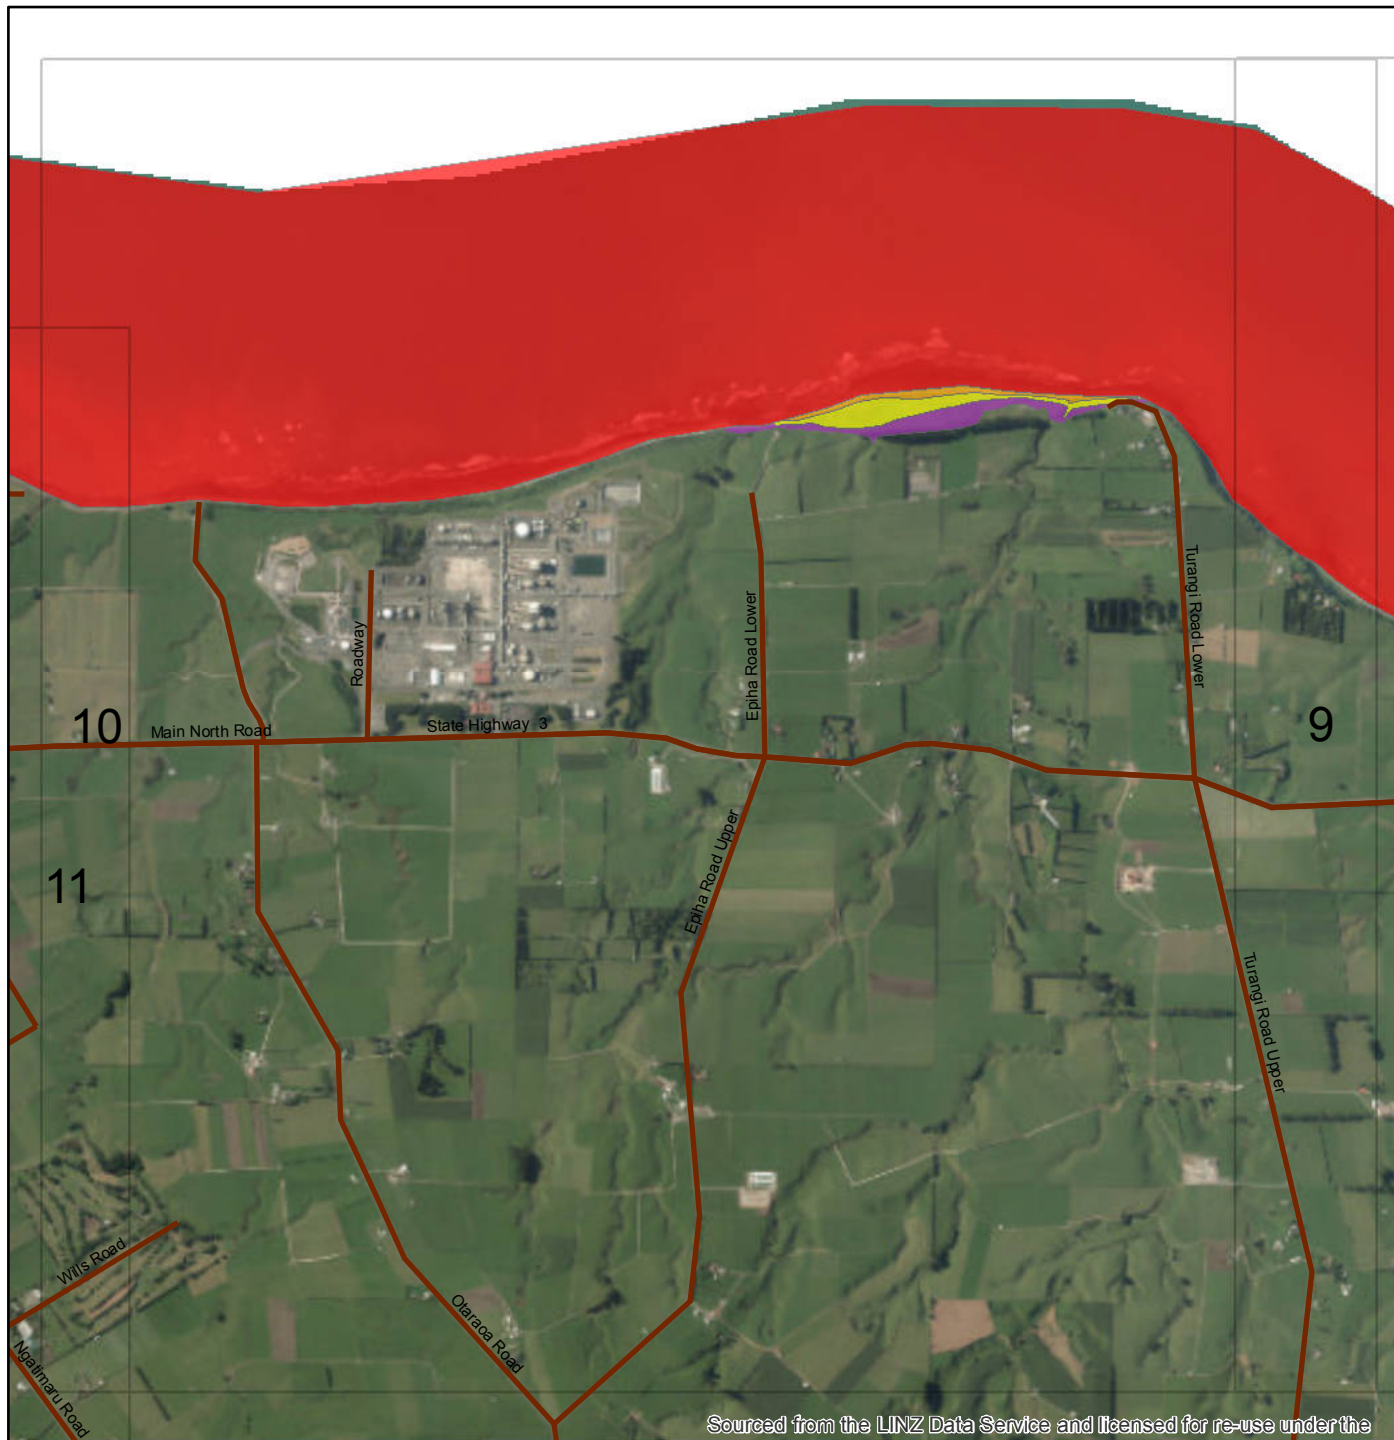 Turangi Road Lower
Roadway
Epiha Road Lower
10
Main North Road
State Highway 3
9
11
Epiha Road Upper
Turangi Road Upper
Wills Road
Otaraoa Road
Ngatimaru Road
Sourced from the LINZ Data Service and licensed for re-use under the